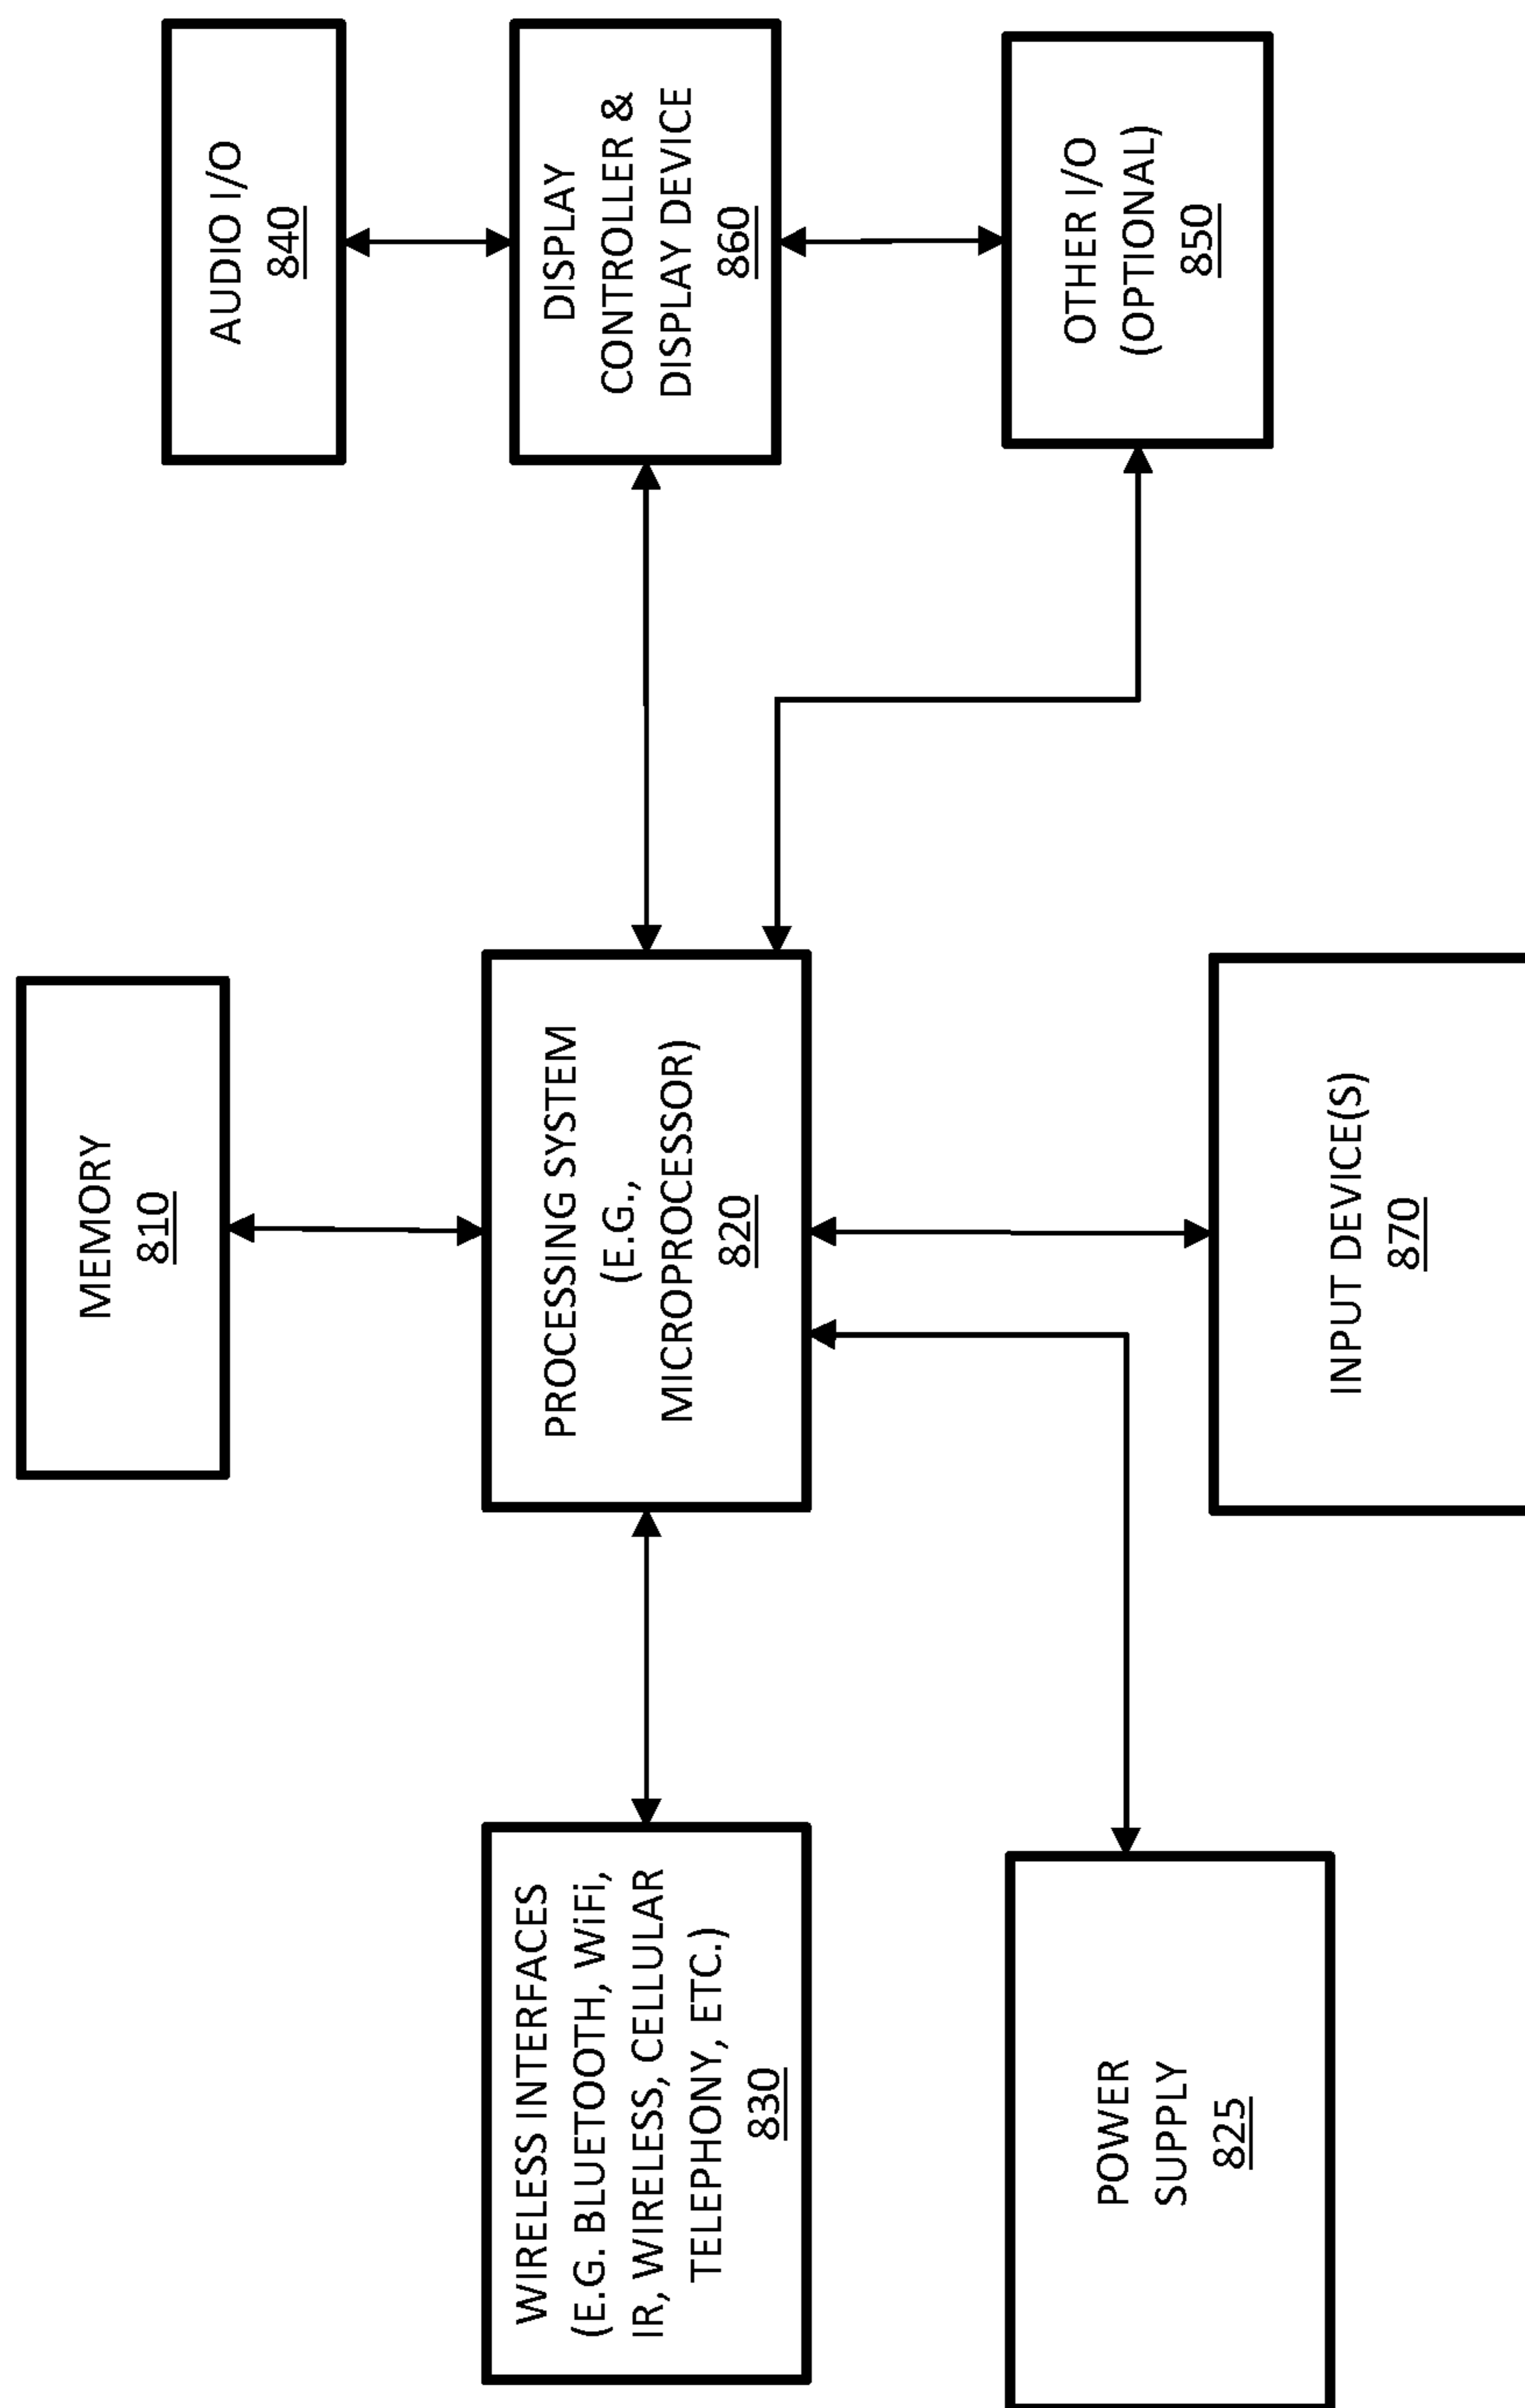 MEMORY
810
AUDIO I/O
840
WIRELESS INTERFACES
(E.G. BLUETOOTH, WiFi,
IR, WIRELESS, CELLULAR
TELEPHONY, ETC.)
830
PROCESSING SYSTEM
(E.G.,
MICROPROCESSOR)
820
DISPLAY
CONTROLLER &
DISPLAY DEVICE
860
POWER
SUPPLY
825
INPUT DEVICE(S)
870
OTHER I/O
(OPTIONAL)
850